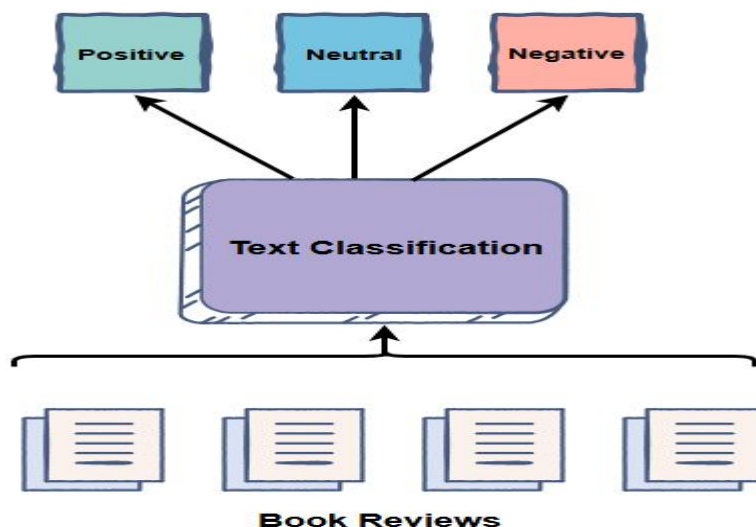 Positive
Neutral
Negative
Text Classification
Book Reviews